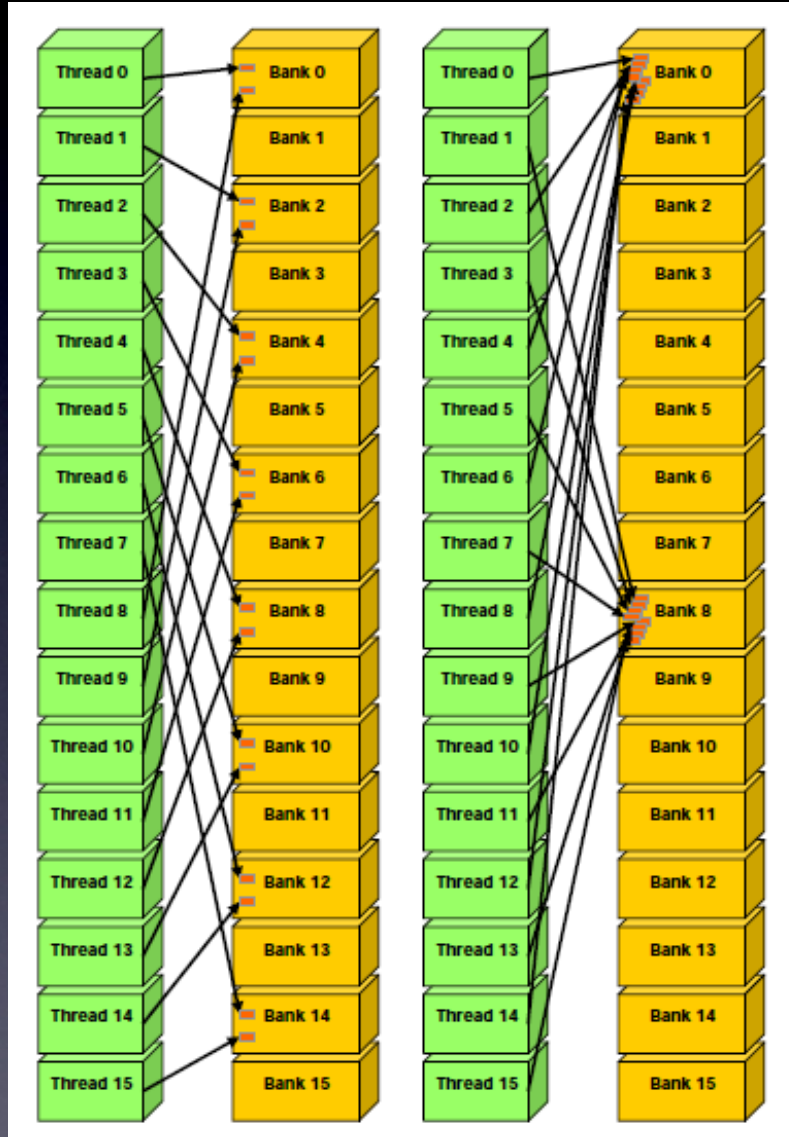 Thread 0 Bank 0 Thread 0 Bank 0
Thread 1 Bank 1 Thread 1 Bank 1
Thread 2 Bank 2 Thread 2 Bank 2
Thread 3 Bank 3 Thread 3 Bank 3
Thread 4 Bank 4 Thread 4 Bank 4
Thread 5 Bank 5 Thread 5 Bank 5
Thread 6 Bank 6 Thread 6 Bank 6
Thread 7 Bank 7 Thread 7 Bank 7
Thread 8 Bank 8 Thread 8 Bank 8
Thread 9 Bank 9 Thread 9 Bank 9
Thread 10 Bank 10 Thread 10 Bank 10
Thread 11 Bank 11 Thread 11 Bank 11
Thread 12 Bank 12 Thread 12 Bank 12
Thread 13 Bank 13 Thread 13 Bank 13
Thread 14 Bank 14 Thread 14 Bank 14
Thread 15 Bank 15 Thread 15 Bank 15